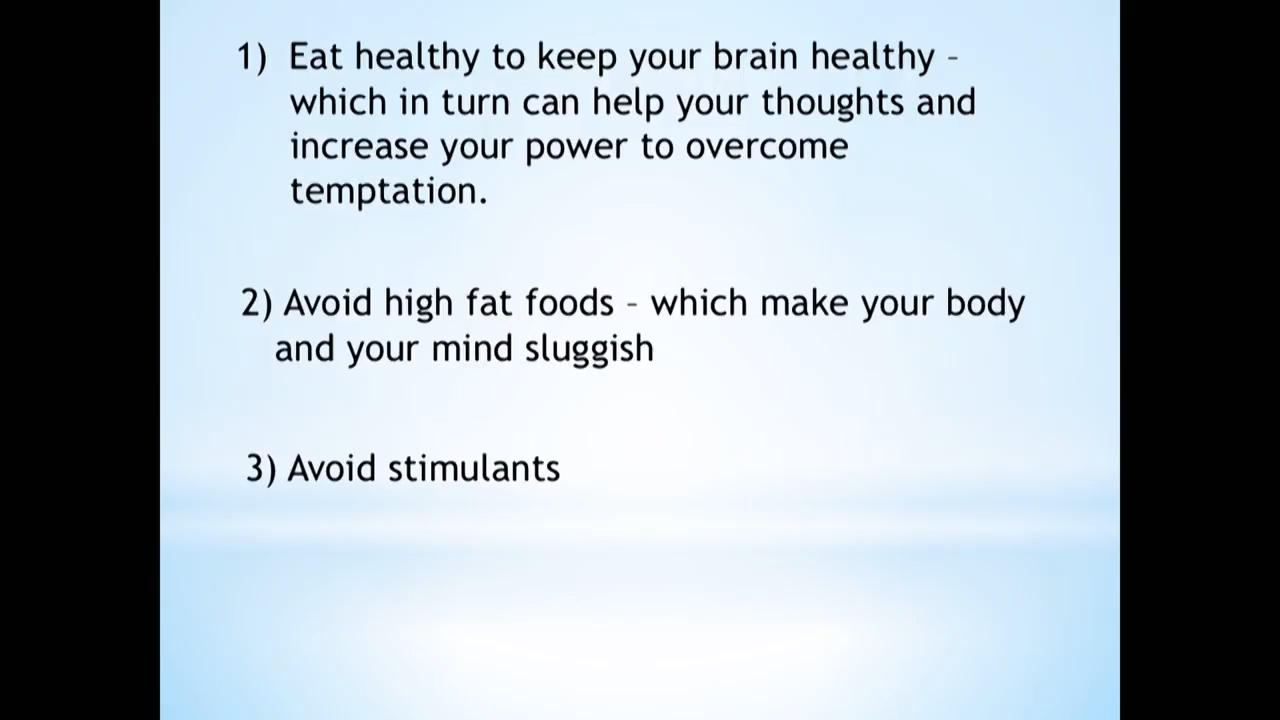 1) Eat healthy to keep your brain healthy –
which in turn can help your thoughts and
increase your power to overcome
temptation.
2) Avoid high fat foods – which make your body
and your mind sluggish
3) Avoid stimulants